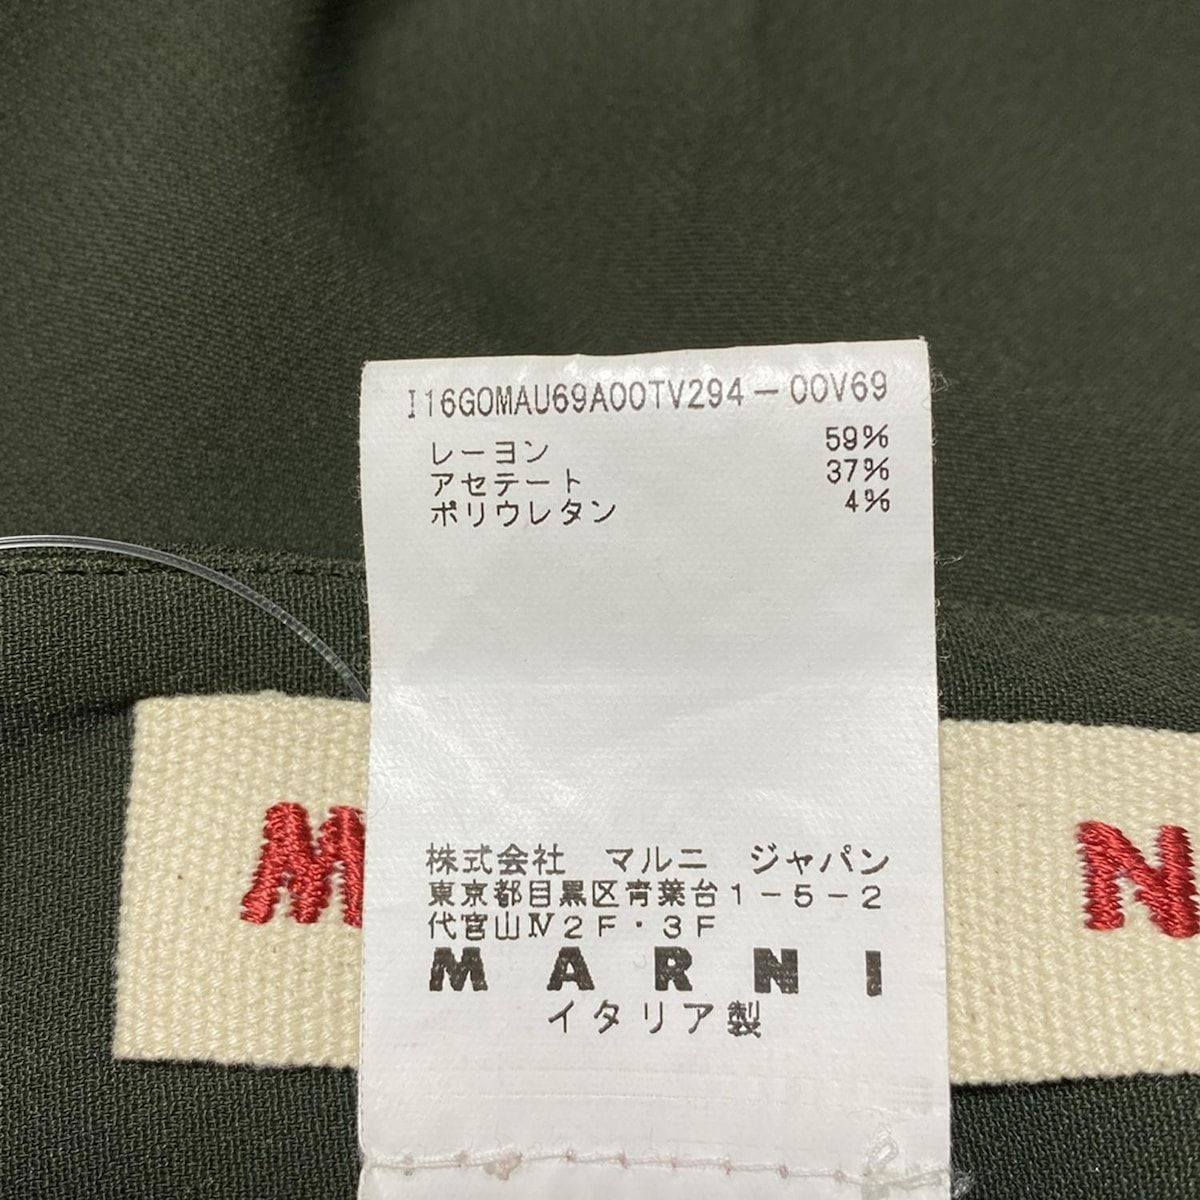 I16GOMAU69A00TV294－00V69
レーヨン 59%
アセテート 37%
ポリウレタン 4%
株式会社 マルニ ジャパン
東京都目黒区青葉台１－５－２
代官山Ⅳ２Ｆ・３Ｆ
MARNI
イタリア製
M N